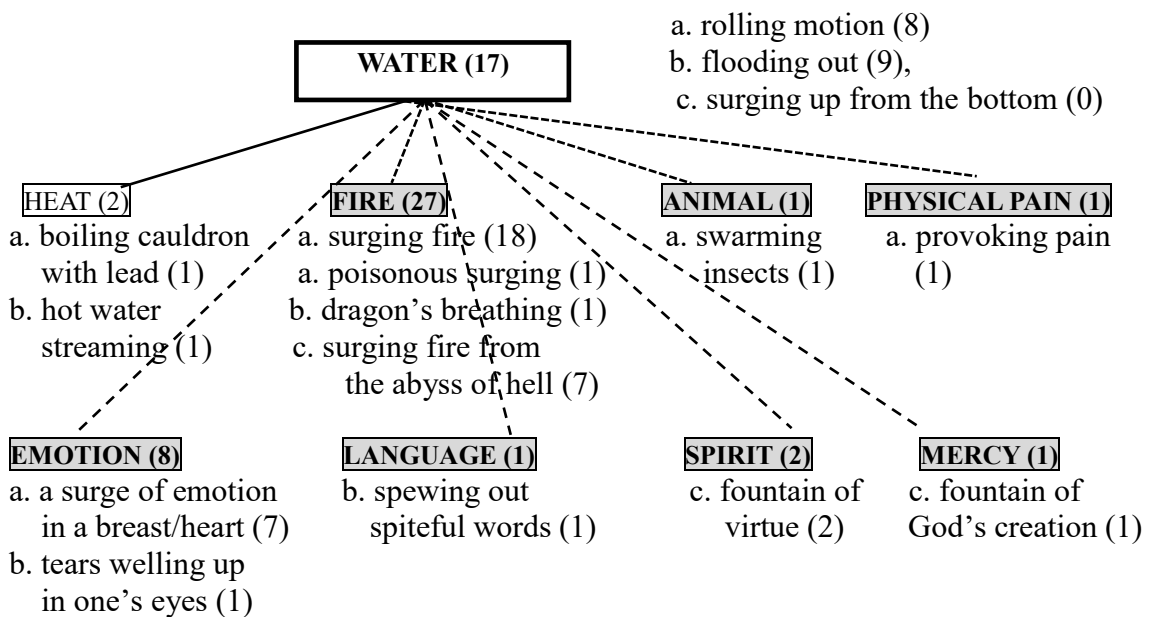 WATER (17)
a. rolling motion (8)
b. flooding out (9),
c. surging up from the bottom (0)
HEAT (2)
a. boiling cauldron
with lead (1)
b. hot water
streaming (1)
FIRE (27)
a. surging fire (18)
a. poisonous surging (1)
b. dragon’s breathing (1)
c. surging fire from
the abyss of hell (7)
ANIMAL (1)
a. swarming
insects (1)
PHYSICAL PAIN (1)
a. provoking pain
(1)
EMOTION (8)
a. a surge of emotion
in a breast/heart (7)
b. tears welling up
in one’s eyes (1)
LANGUAGE (1)
b. spewing out
spiteful words (1)
SPIRIT (2)
c. fountain of
virtue (2)
MERCY (1)
c. fountain of
God’s creation (1)